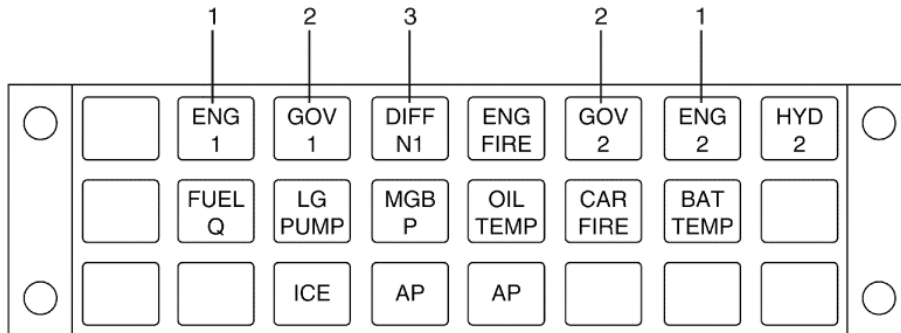 1 2 3 2 1
ENG GOV DIFF ENG GOV ENG HYD
1 1 N1 FIRE 2 2 2
FUEL LG MGB OIL CAR BAT
Q PUMP P TEMP FIRE TEMP
ICE AP AP